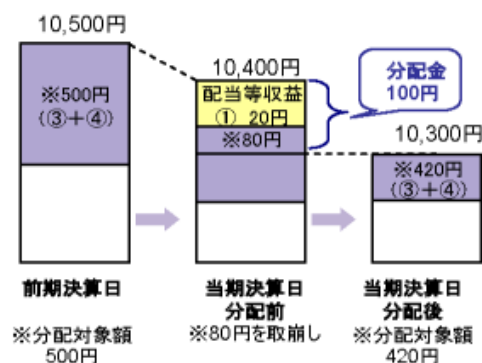 10,500円
※500円
(③+④)
前期決算日
※分配対象額
500円
10,400円
配当等収益
① 20円
※80円
当期決算日
分配前
※80円を取崩し
分配金
100円
10,300円
※420円
(③+④)
当期決算日
分配後
※分配対象額
420円